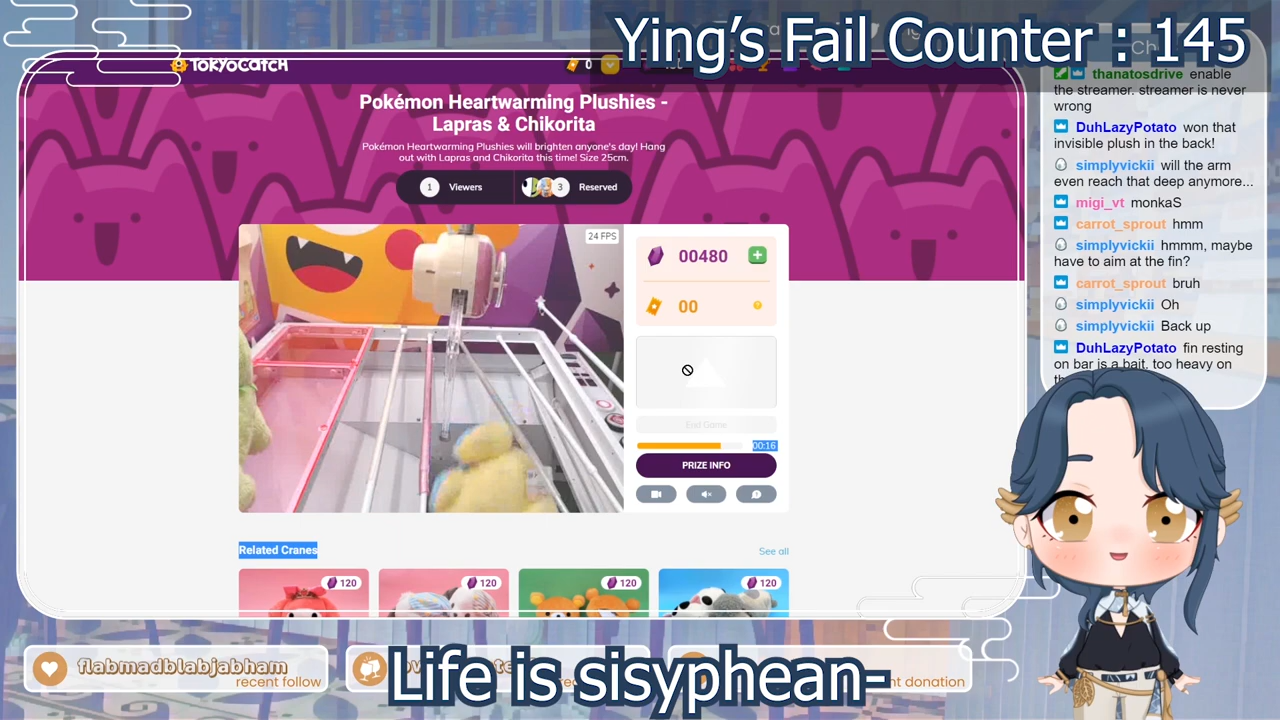 Ying's Fail Counter : 145
TOKYOCATCH
0
Pokémon Heartwarming Plushies -
Lapras & Chikorita
Pokémon Heartwarming Plushies will brighten anyone's day! Hang
out with Lapras and Chikorita this time! Size 25cm.
1 Viewers
3 Reserved
24 FPS
00480
00
End Game
00:16
PRIZE INFO
Related Cranes
See all
120
120
120
120
thanatosdrive enable
the streamer. streamer is never
wrong
DuhLazyPotato won that
invisible plush in the back!
simplyvickii will the arm
even reach that deep anymore...
migi_vt monkaS
carrot_sprout hmm
simplyvickii hmmm, maybe
have to aim at the fin?
carrot_sprout bruh
simplyvickii Oh
simplyvickii Back up
DuhLazyPotato fin resting
on bar is a bait. too heavy on
flabmadblabjabham
recent follow
donation
Life is sisyphean-